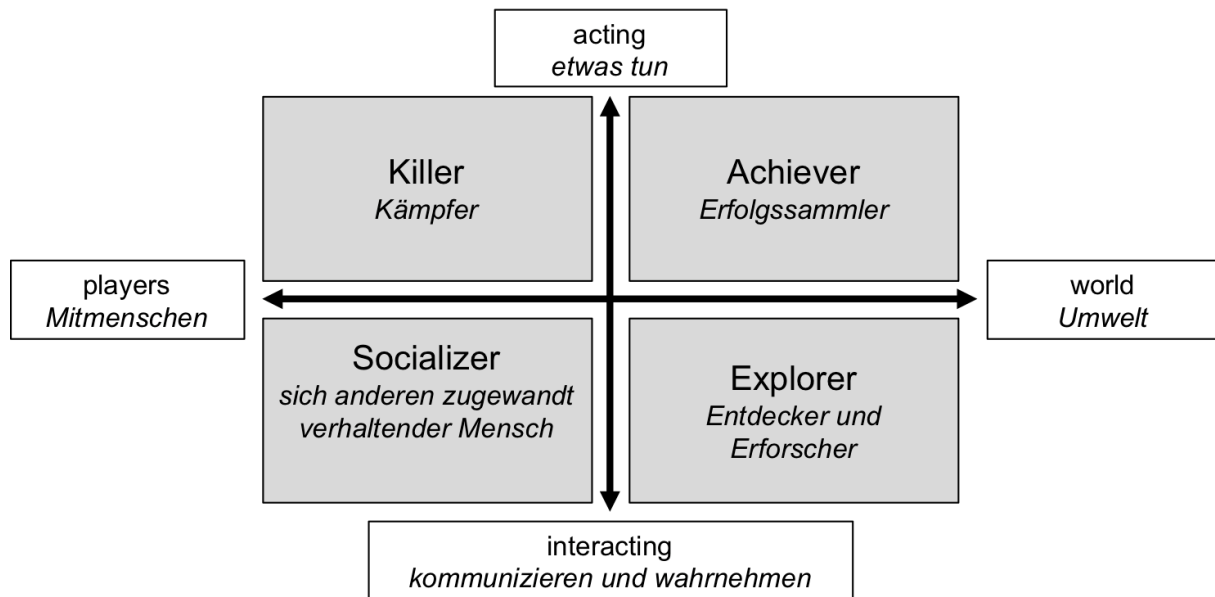 acting
etwas tun
Killer
Kämpfer
Achiever
Erfolgssammler
players
Mitmenschen
world
Umwelt
Socializer
sich anderen zugewandt
verhaltender Mensch
Explorer
Entdecker und
Erforscher
interacting
kommunizieren und wahrnehmen